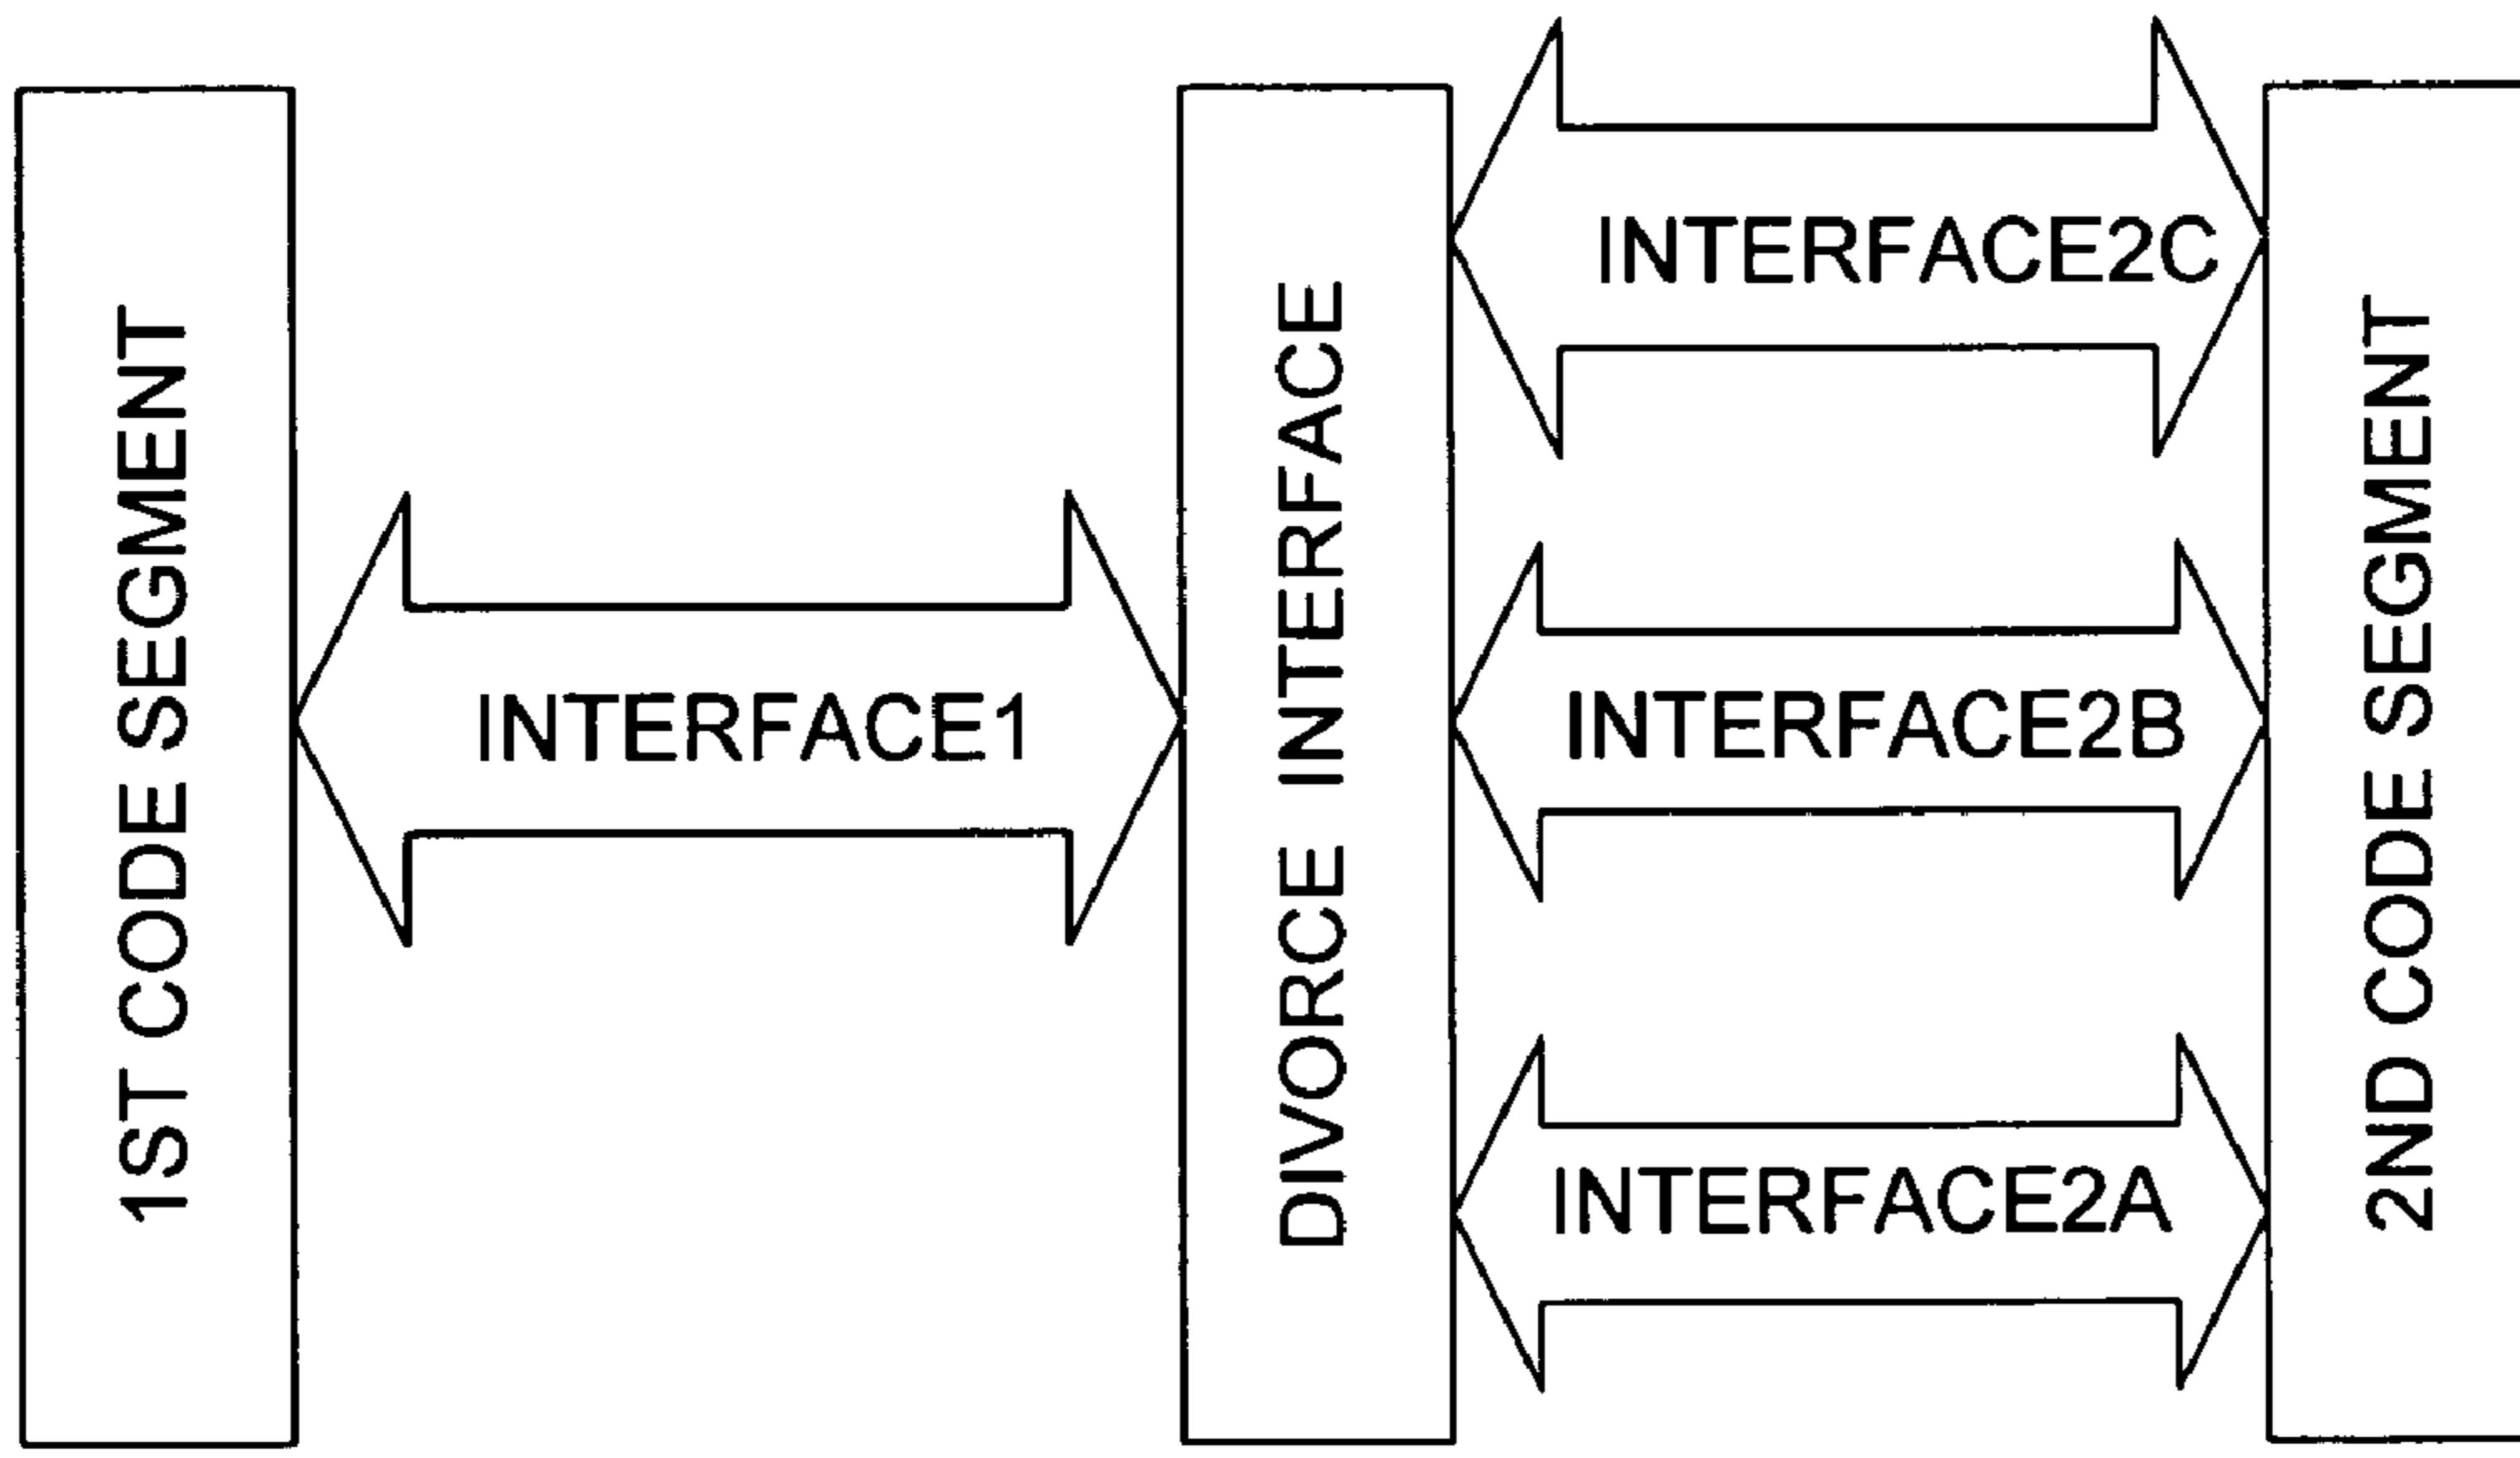 1ST CODE SEGMENT
INTERFACE1
DIVORCE INTERFACE
INTERFACE2C
INTERFACE2B
INTERFACE2A
2ND CODE SEGMENT